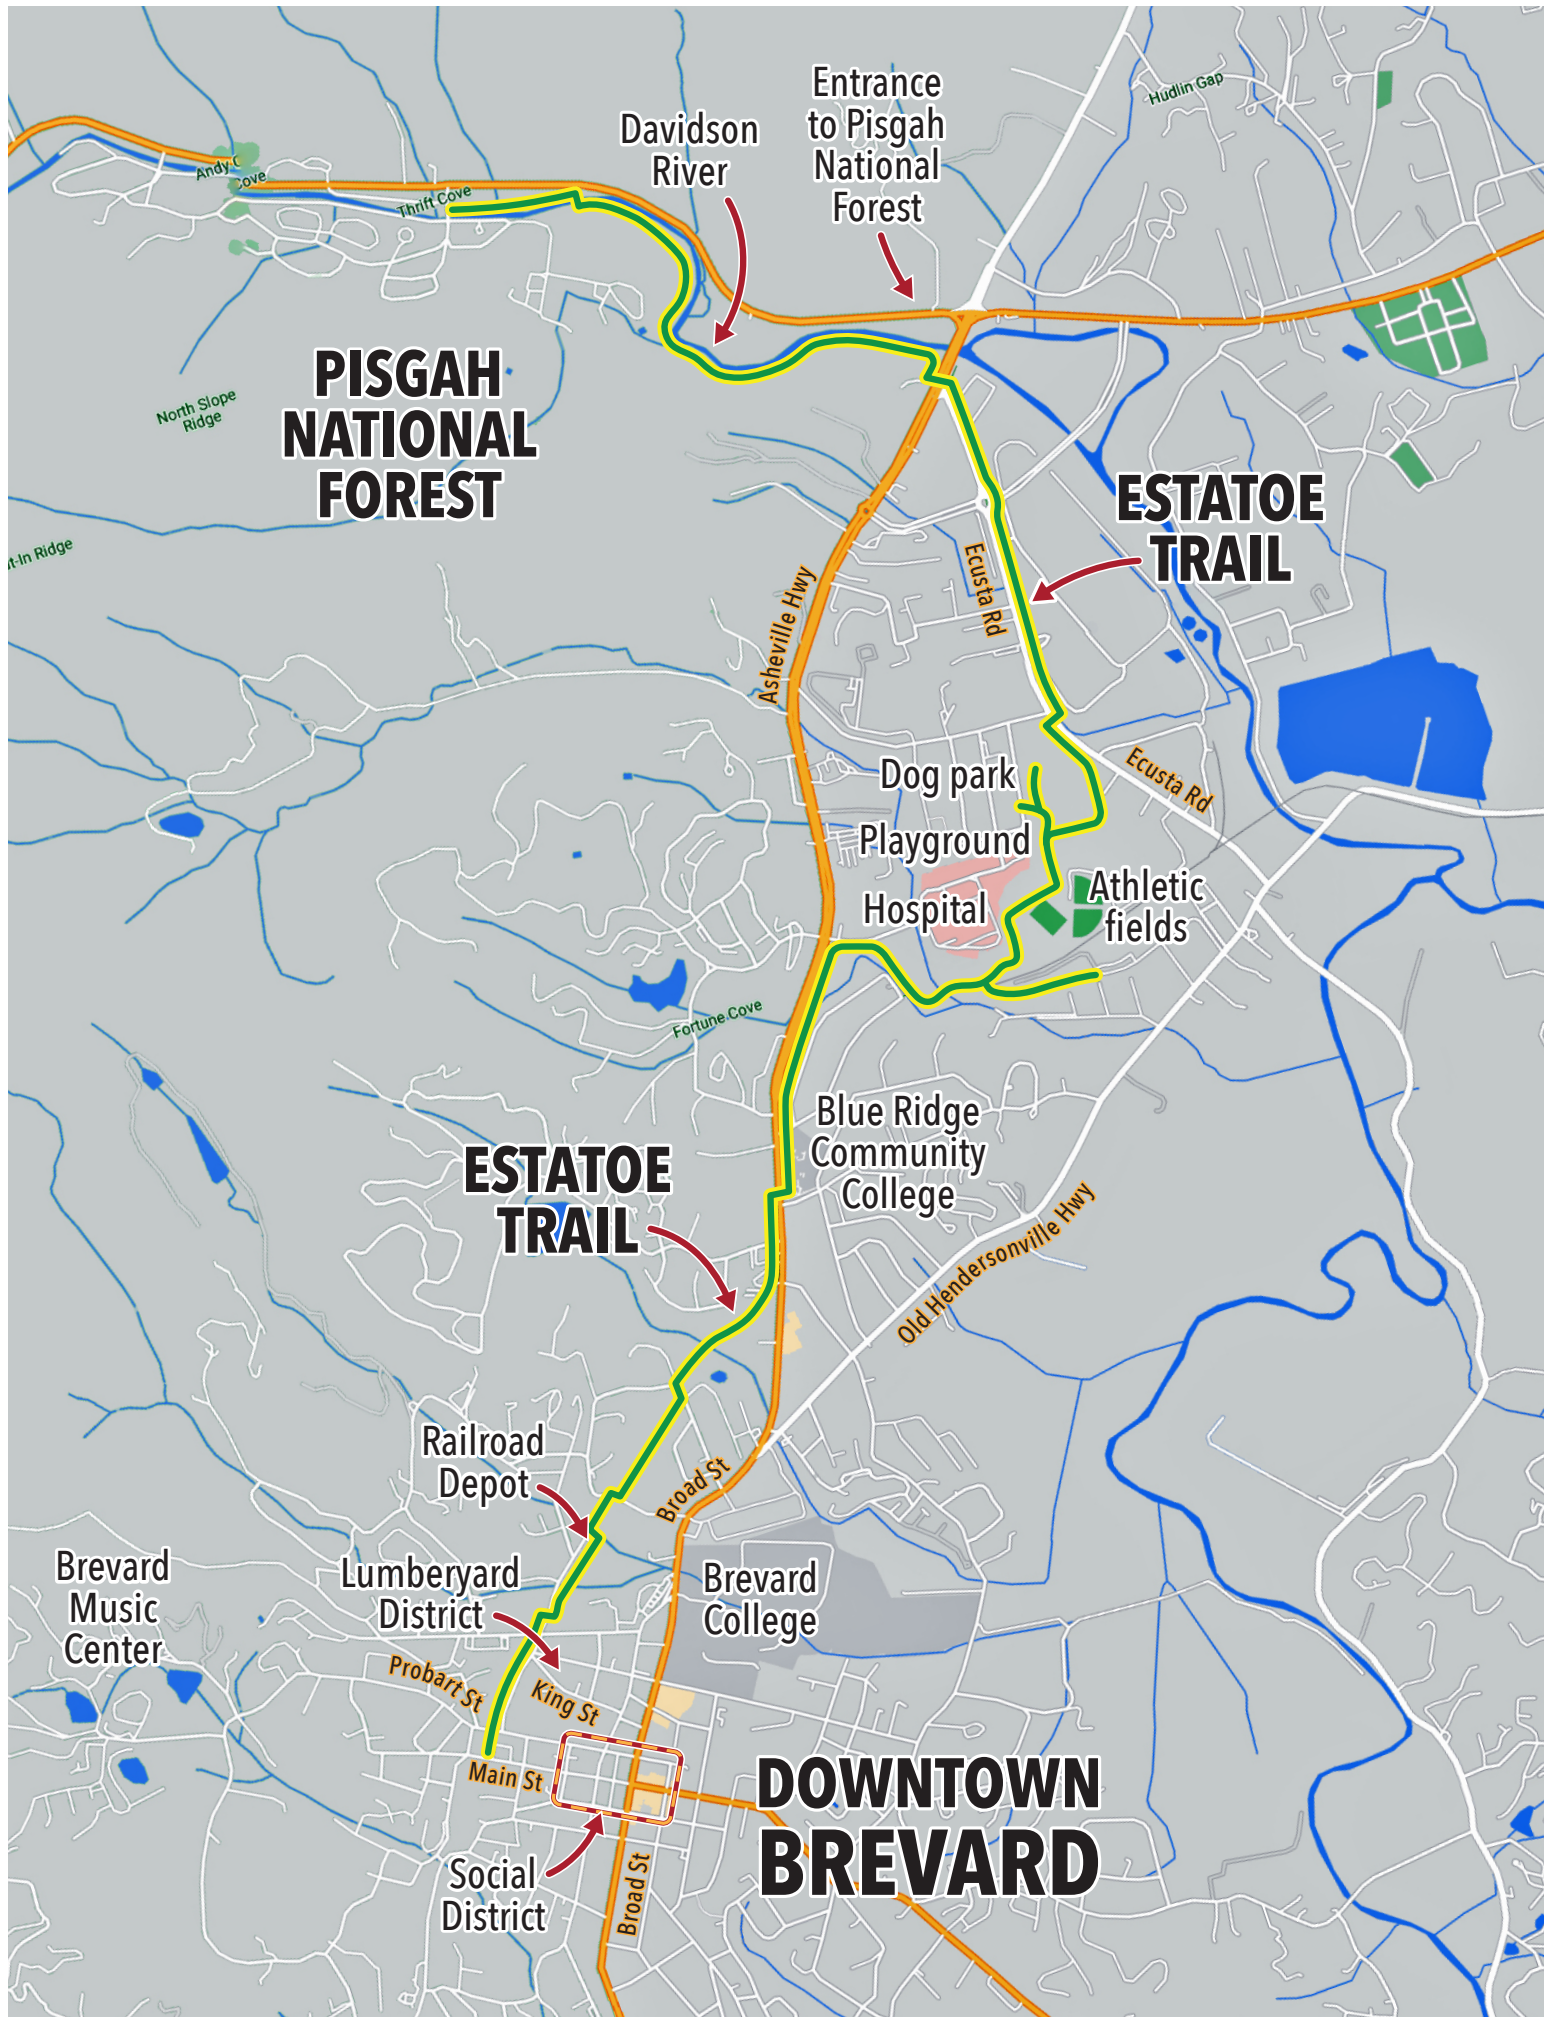 Hudlin Gap
Entrance
to Pisgah
National
Forest
Davidson
River
Cove
Thrift Cove
PISGAH
NATIONAL
FOREST
North Slope
Ridge
Ridge
ESTATOE
TRAIL
Ecusta Rd
Asheville Hwy
Dog park
Ecusta Rd
Playground
Hospital
Athletic
fields
Fortune Cove
Blue Ridge
Community
College
ESTATOE
TRAIL
Old Hendersonville Hwy
Railroad
Depot
Broad St
Brevard
Music
Center
Lumberyard
District
Brevard
College
Probart St
King St
Main St
DOWNTOWN
BREVARD
Social
District
Broad St